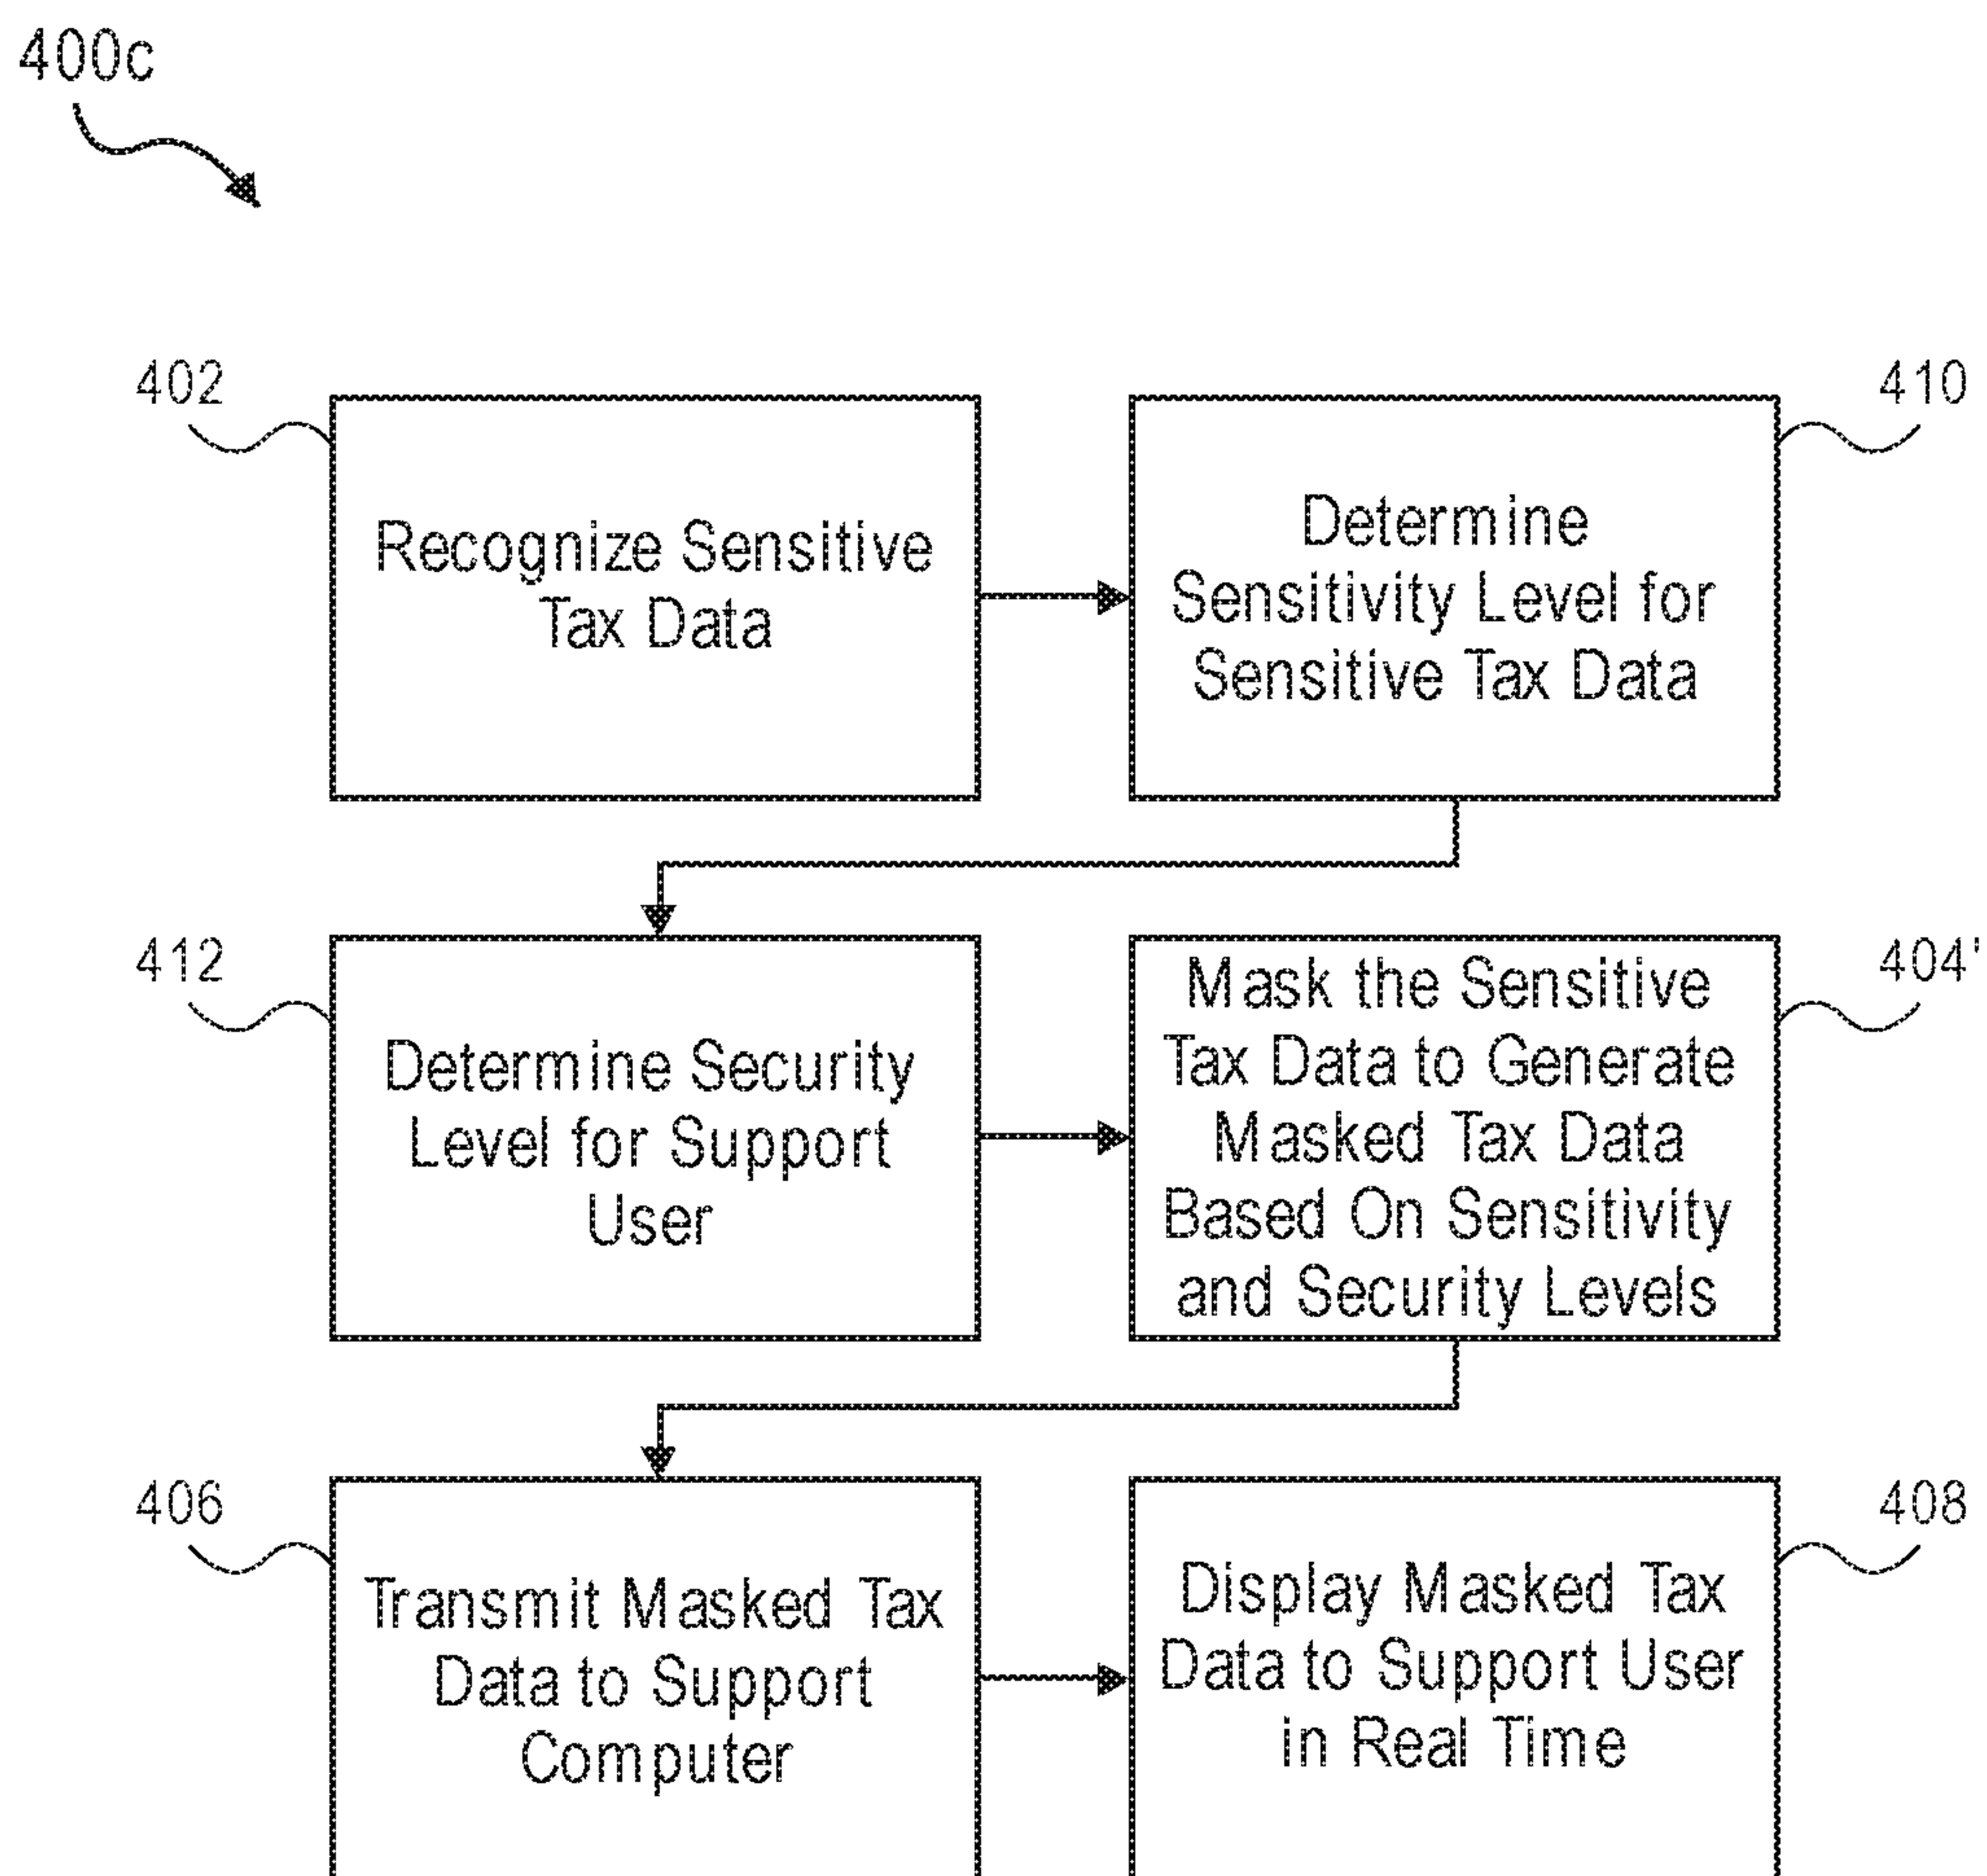 400c
402
Recognize Sensitive
Tax Data
410
Determine
Sensitivity Level for
Sensitive Tax Data
412
Determine Security
Level for Support
User
404'
Mask the Sensitive
Tax Data to Generate
Masked Tax Data
Based On Sensitivity
and Security Levels
406
Transmit Masked Tax
Data to Support
Computer
408
Display Masked Tax
Data to Support User
in Real Time